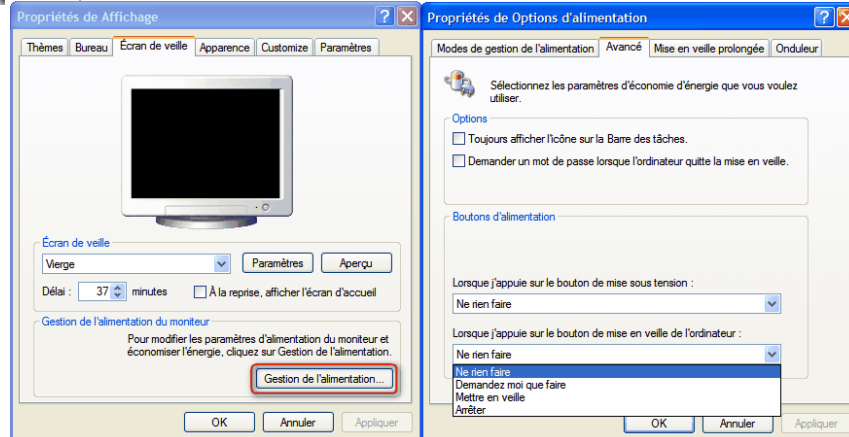 Propriétés de Affichage
Thèmes Bureau Écran de veille Apparence Customize Paramètres
Écran de veille
Vierge Paramètres Aperçu
Délai : 37 minutes À la reprise, afficher l'écran d'accueil
Gestion de l'alimentation du moniteur
Pour modifier les paramètres d'alimentation du moniteur et
économiser l'énergie, cliquez sur Gestion de l'alimentation.
Gestion de l'alimentation...
OK Annuler Appliquer
Propriétés de Options d'alimentation
Modes de gestion de l'alimentation Avancé Mise en veille prolongée Onduleur
Sélectionnez les paramètres d'économie d'énergie que vous voulez
utiliser.
Options
Toujours afficher l'icône sur la Barre des tâches.
Demander un mot de passe lorsque l'ordinateur quitte la mise en veille.
Boutons d'alimentation
Lorsque j'appuie sur le bouton de mise sous tension :
Ne rien faire
Lorsque j'appuie sur le bouton de mise en veille de l'ordinateur :
Ne rien faire
Ne rien faire
Demandez moi que faire
Mettre en veille
Arrêter
OK Annuler Appliquer